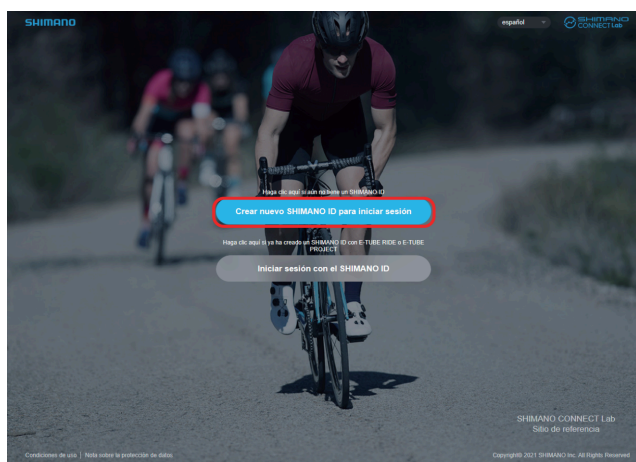 SHIMANO
español
SHIMANO
CONNECT Lab
Haga clic aquí si aún no tiene un SHIMANO ID
Crear nuevo SHIMANO ID para iniciar sesión
Haga clic aquí si ya ha creado un SHIMANO ID con E-TUBE RIDE o E-TUBE
PROJECT
Iniciar sesión con el SHIMANO ID
SHIMANO CONNECT Lab
Sitio de referencia
Condiciones de uso | Nota sobre la protección de datos
Copyright© 2021 SHIMANO Inc. All Rights Reserved